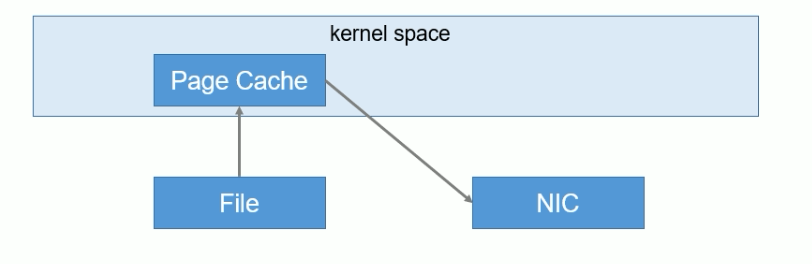 kernel space
Page Cache
File
NIC